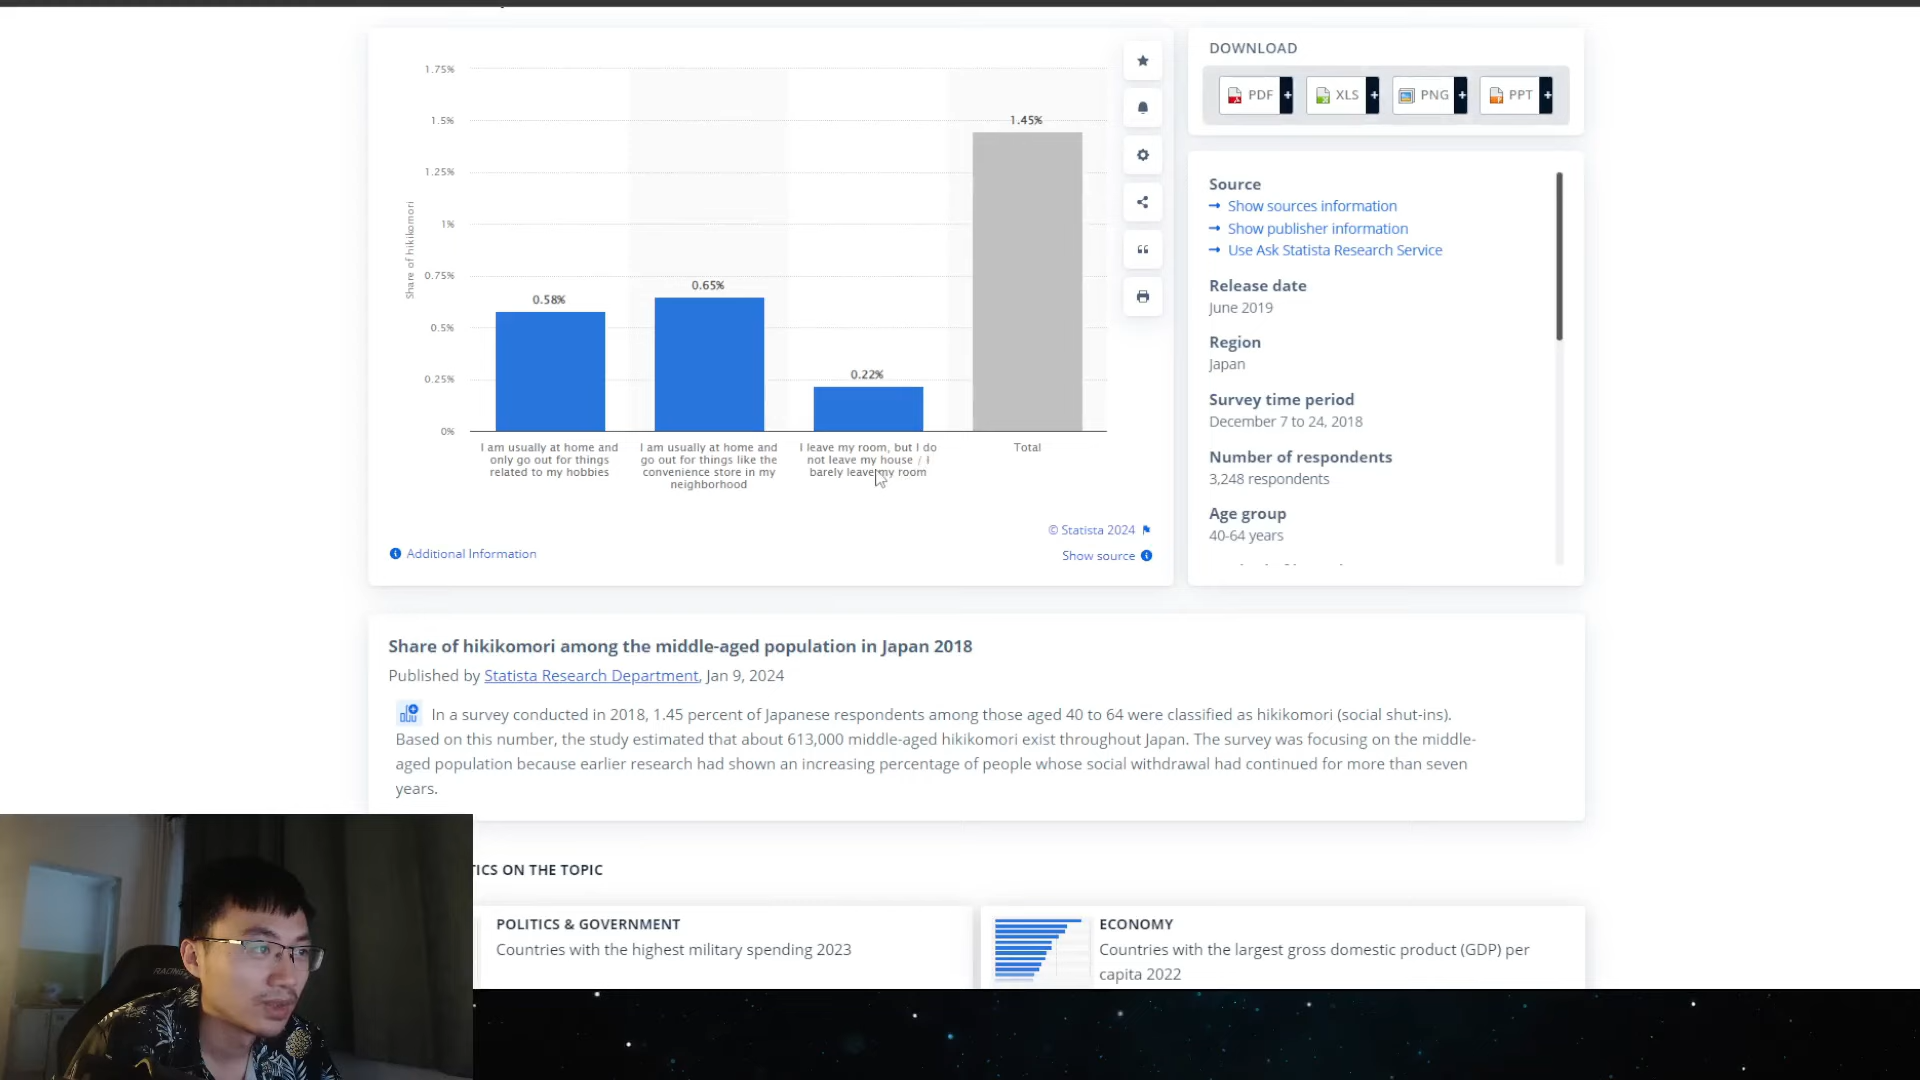 1.75%
1.5%
1.25%
1%
0.75%
0.5%
0.25%
0%
Share of hikikomori
0.58%
0.65%
0.22%
1.45%
I am usually at home and
only go out for things
related to my hobbies
I am usually at home and
go out for things like the
convenience store in my
neighborhood
I leave my room, but I do
not leave my house / I
barely leave my room
Total
© Statista 2024
Additional Information
Show source
DOWNLOAD
PDF +
XLS +
PNG +
PPT +
Source
→ Show sources information
→ Show publisher information
→ Use Ask Statista Research Service
Release date
June 2019
Region
Japan
Survey time period
December 7 to 24, 2018
Number of respondents
3,248 respondents
Age group
40-64 years
Share of hikikomori among the middle-aged population in Japan 2018
Published by Statista Research Department, Jan 9, 2024
In a survey conducted in 2018, 1.45 percent of Japanese respondents among those aged 40 to 64 were classified as hikikomori (social shut-ins).
Based on this number, the study estimated that about 613,000 middle-aged hikikomori exist throughout Japan. The survey was focusing on the middle-
aged population because earlier research had shown an increasing percentage of people whose social withdrawal had continued for more than seven
years.
TICS ON THE TOPIC
POLITICS & GOVERNMENT
Countries with the highest military spending 2023
ECONOMY
Countries with the largest gross domestic product (GDP) per
capita 2022
RACING